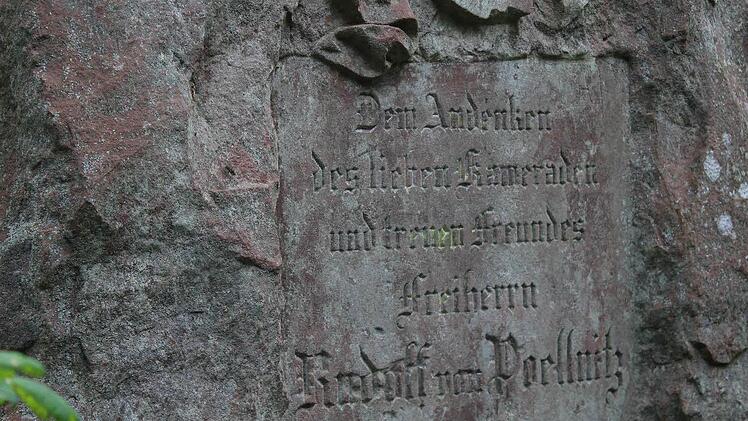 Dem Andenken
des lieben Kameraden
und treuen Freundes
Freiherrn
Rudolf von Poellnitz